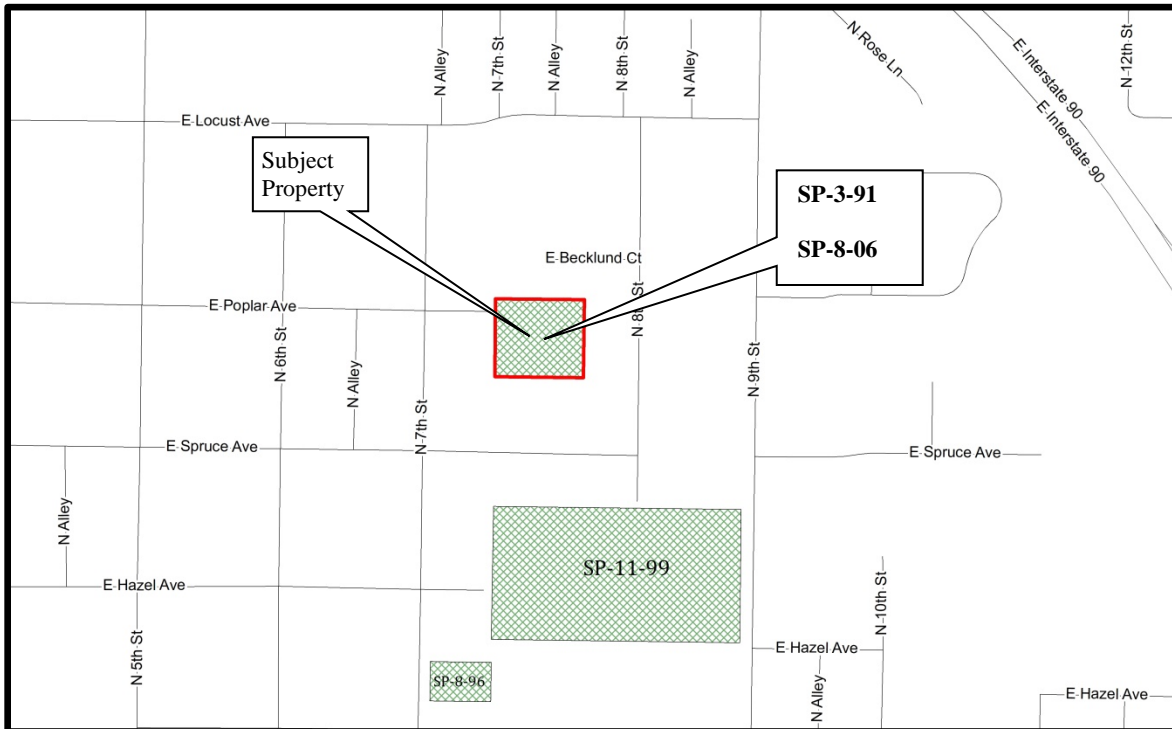 N Alley
N 7th St
N Alley
N 8th St
N Alley
N Rose Ln
E Interstate 90
E Interstate 90
N 12th St
E Locust Ave
Subject
Property
SP-3-91
SP-8-06
E Becklund Ct
E Poplar Ave
N 8th St
N 6th St
N Alley
N 9th St
N 7th St
E Spruce Ave
E Spruce Ave
N Alley
SP-11-99
E Hazel Ave
N 10th St
N 5th St
E Hazel Ave
SP-8-96
N Alley
E Hazel Ave